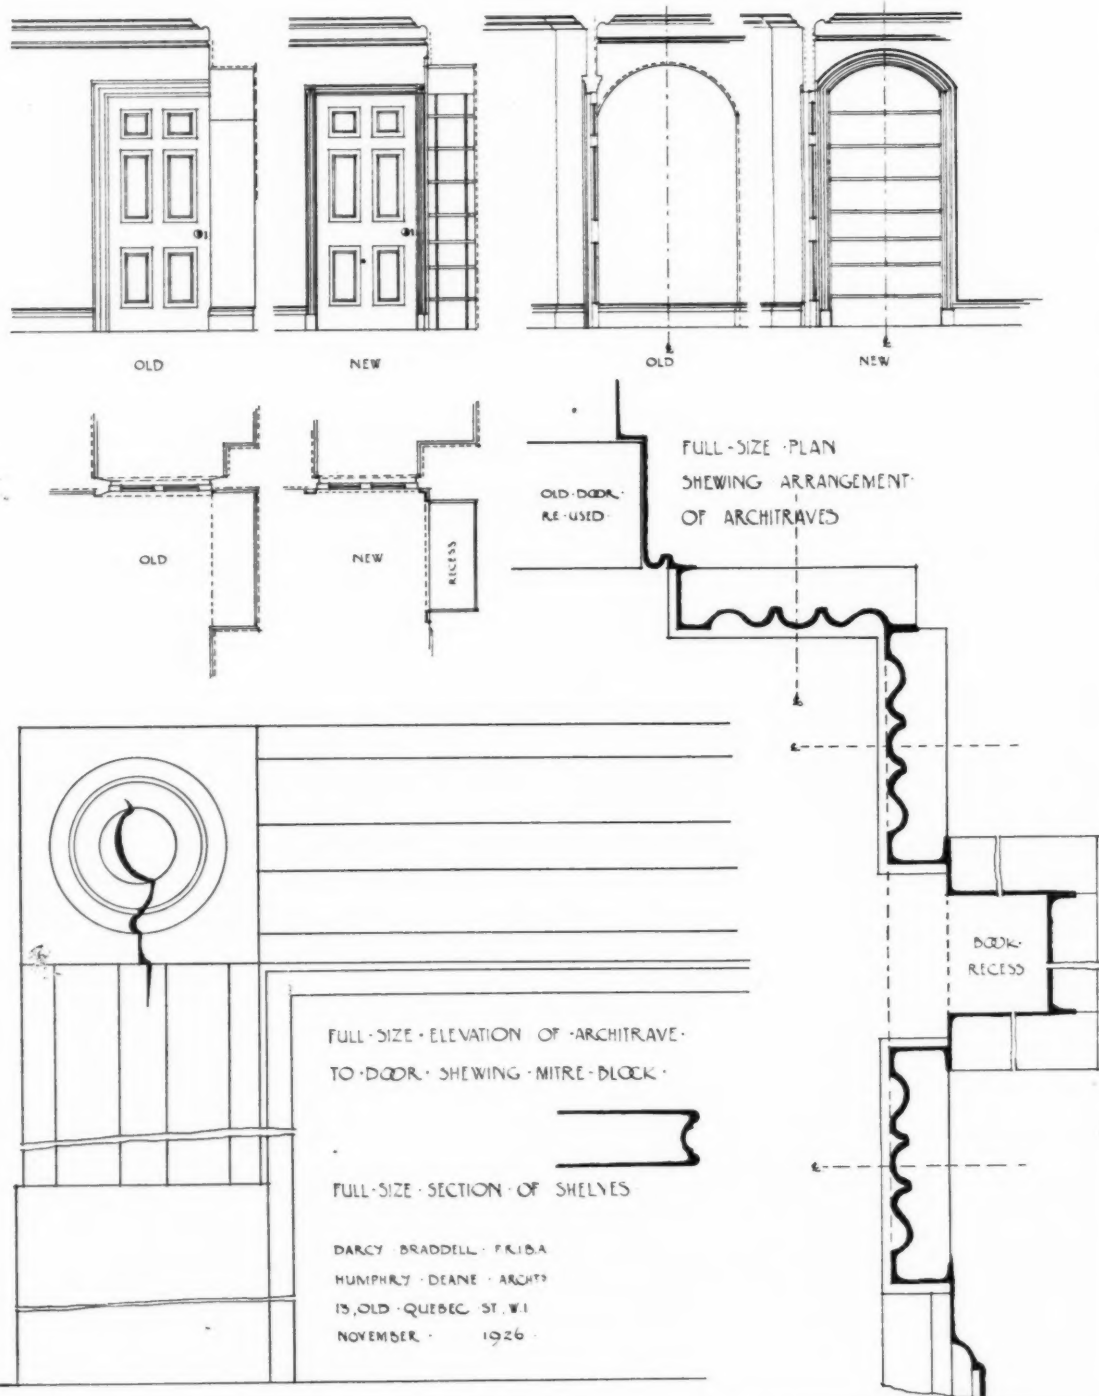 OLD
NEW
OLD
NEW
OLD
NEW
RECESS
OLD·DOOR·
RE-USED·
FULL-SIZE·PLAN
SHEWING ARRANGEMENT·
OF ARCHITRAVES
BOOK·
RECESS
FULL·SIZE·ELEVATION OF·ARCHITRAVE·
TO·DOOR·SHEWING·MITRE-BLOCK·
FULL·SIZE·SECTION·OF SHELVES
DARCY·BRADDELL·F.R.I.B.A
HUMPHRY·DEANE·ARCHTS
13, OLD·QUEBEC·ST, W.1
NOVEMBER· 1926·